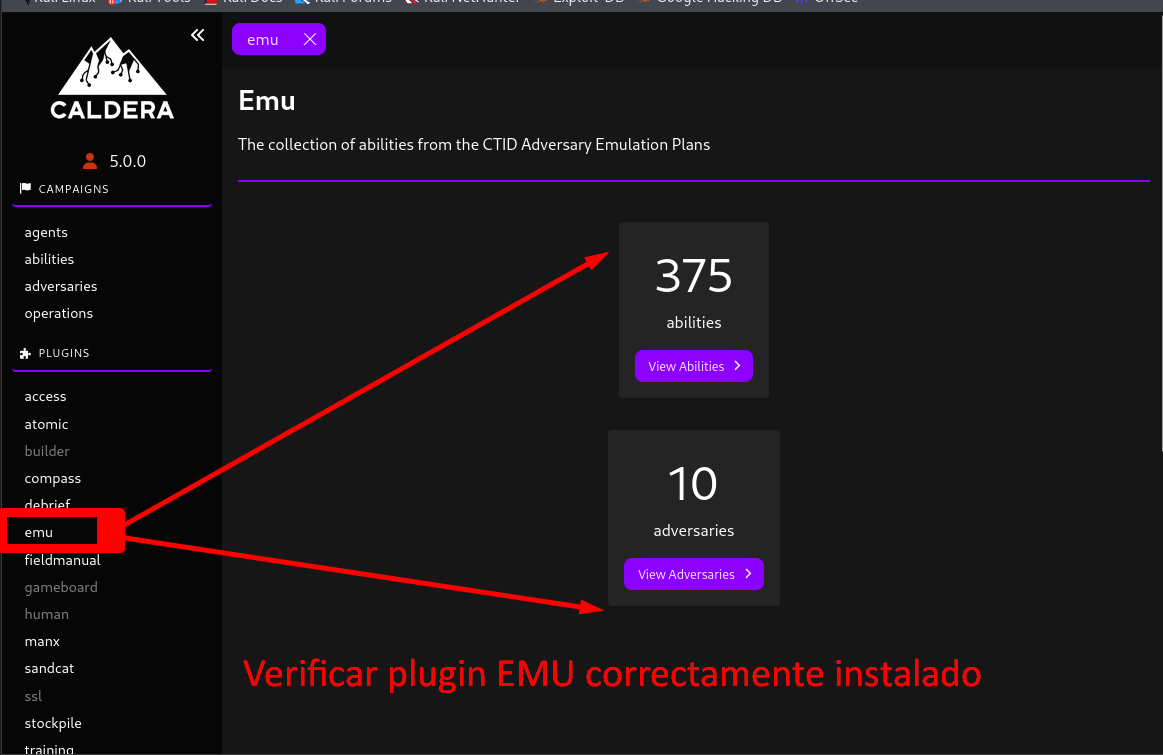 Kali Linux Kali Tools Kali Docs Kali Forums Kali NetHunter Exploit-DB Google Hacking DB OffSec
emu
CALDERA
5.0.0
CAMPAIGNS
agents
abilities
adversaries
operations
PLUGINS
access
atomic
builder
compass
debrief
emu
fieldmanual
gameboard
human
manx
sandcat
ssl
stockpile
training
Emu
The collection of abilities from the CTID Adversary Emulation Plans
375
abilities
View Abilities
10
adversaries
View Adversaries
Verificar plugin EMU correctamente instalado